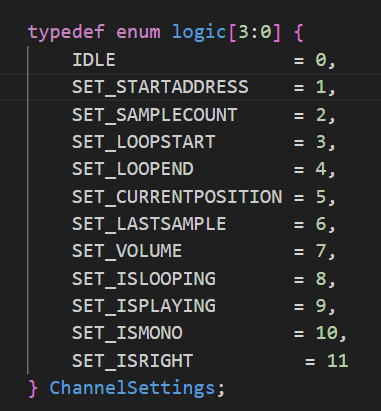 typedef enum logic[3:0] {
    IDLE                = 0,
    SET_STARTADDRESS    = 1,
    SET_SAMPLECOUNT     = 2,
    SET_LOOPSTART       = 3,
    SET_LOOPEND         = 4,
    SET_CURRENTPOSITION = 5,
    SET_LASTSAMPLE      = 6,
    SET_VOLUME          = 7,
    SET_ISLOOPING       = 8,
    SET_ISPLAYING       = 9,
    SET_ISMONO          = 10,
    SET_ISRIGHT          = 11
} ChannelSettings;